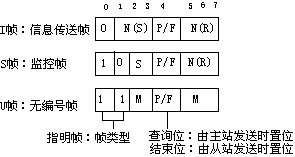 0 1 2 3 4 5 6 7
I帧：信息传送帧 0 N(S) P/F N(R)
S帧：监控帧 1 0 S P/F N(R)
U帧：无编号帧 1 1 M P/F M
指明帧：帧类型 查询位：由主站发送时置位
结束位：由从站发送时置位